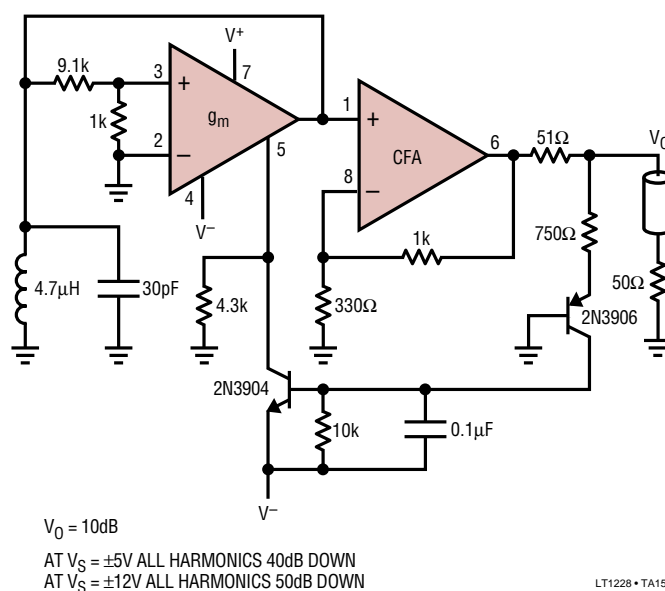 V+
9.1k
3
+
7
1k
gm
1
+
6
51Ω
VO
2
−
5
CFA
4
8
−
V−
750Ω
1k
50Ω
4.7µH
30pF
4.3k
330Ω
2N3906
2N3904
10k
0.1µF
V−
VO = 10dB
AT VS = ±5V ALL HARMONICS 40dB DOWN
AT VS = ±12V ALL HARMONICS 50dB DOWN
LT1228 • TA15